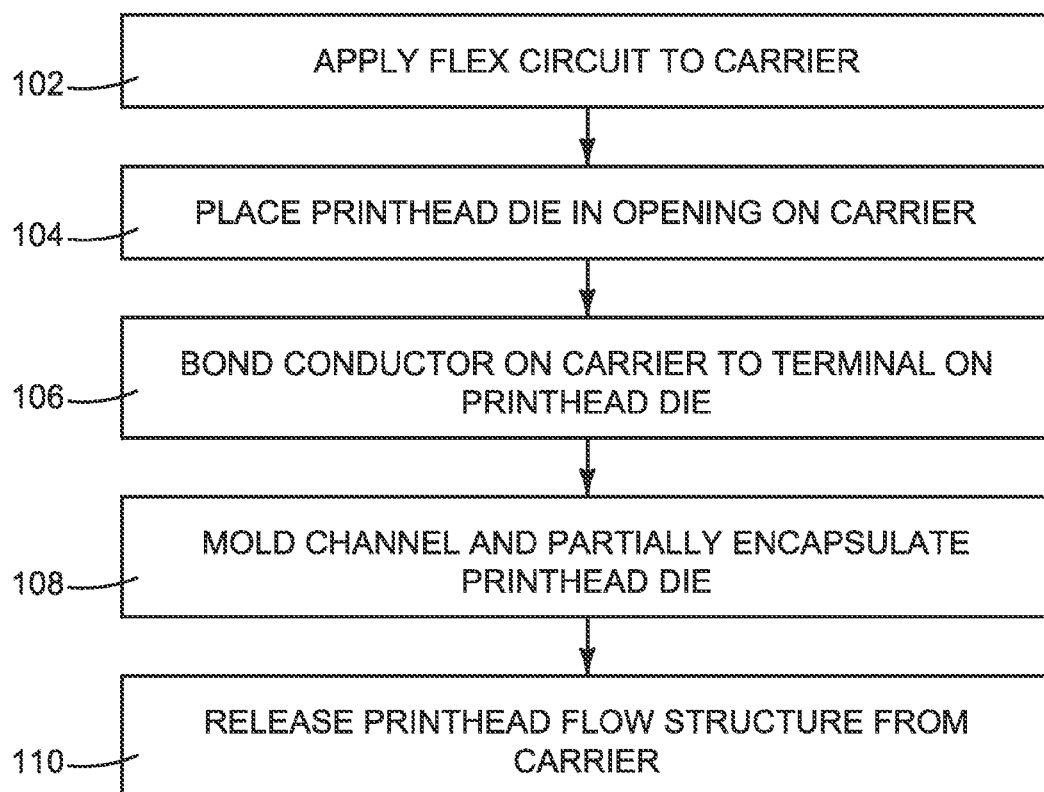 102
APPLY FLEX CIRCUIT TO CARRIER
104
PLACE PRINTHEAD DIE IN OPENING ON CARRIER
106
BOND CONDUCTOR ON CARRIER TO TERMINAL ON
PRINTHEAD DIE
108
MOLD CHANNEL AND PARTIALLY ENCAPSULATE
PRINTHEAD DIE
110
RELEASE PRINTHEAD FLOW STRUCTURE FROM
CARRIER